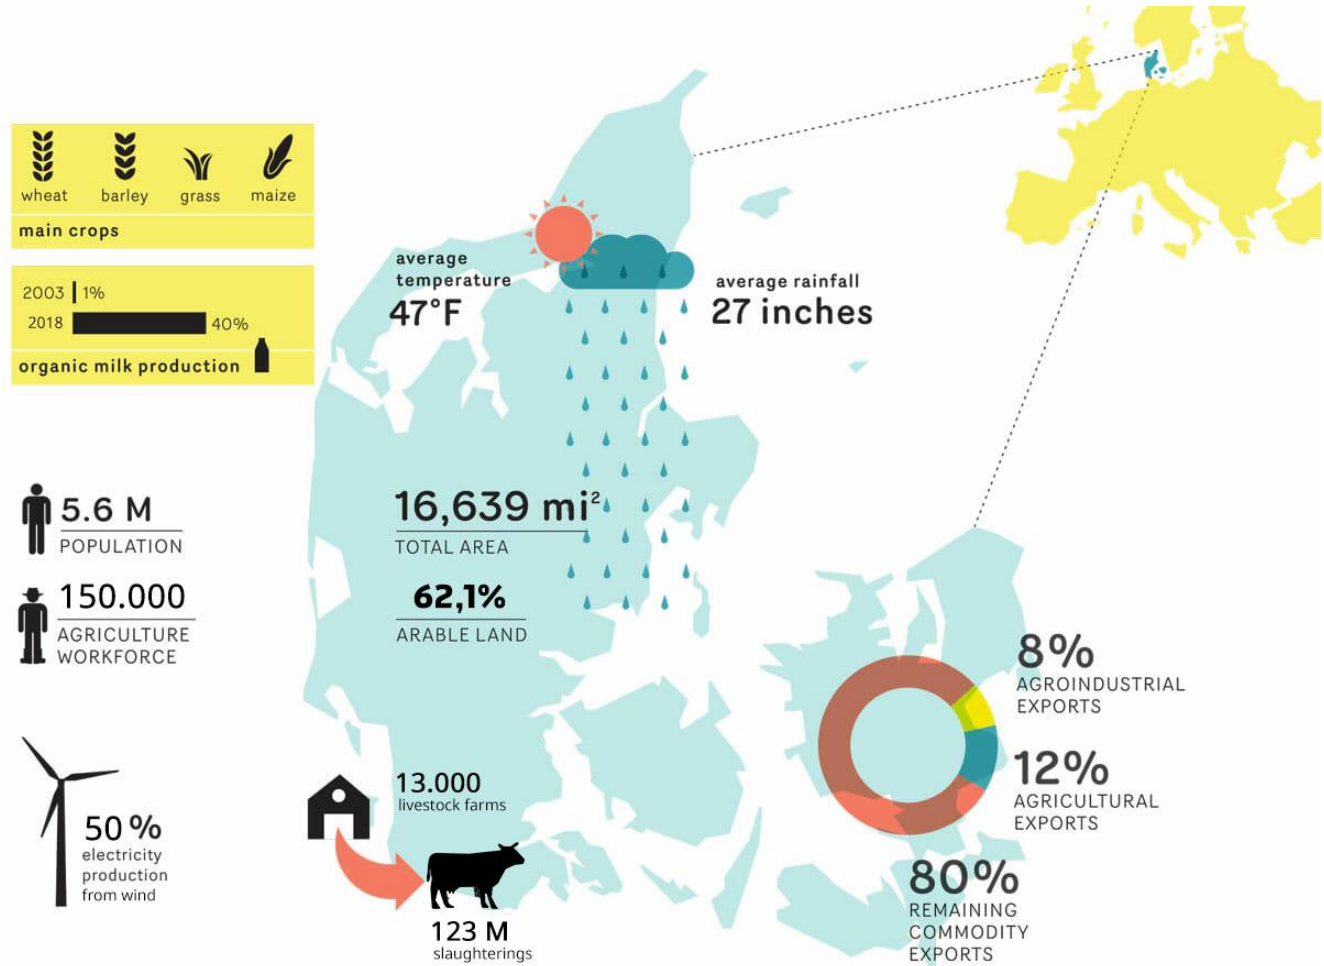 wheat
barley
grass
maize
main crops
2003 1%
2018 40%
organic milk production
average
temperature
47°F
average rainfall
27 inches
5.6 M
POPULATION
150.000
AGRICULTURE
WORKFORCE
16,639 mi²
TOTAL AREA
62,1%
ARABLE LAND
50 %
electricity
production
from wind
13.000
livestock farms
123 M
slaughterings
8%
AGROINDUSTRIAL
EXPORTS
12%
AGRICULTURAL
EXPORTS
80%
REMAINING
COMMODITY
EXPORTS